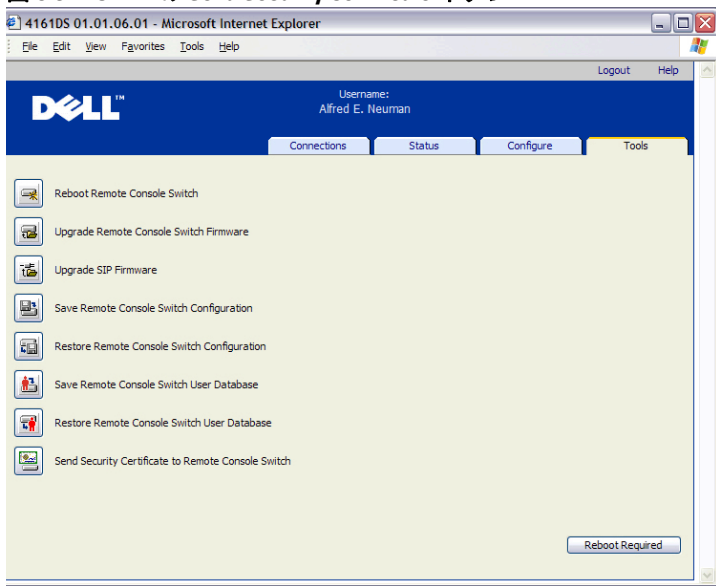 4161DS 01.01.06.01 - Microsoft Internet Explorer
File Edit View Favorites Tools Help
Logout Help
DELL™
Username:
Alfred E. Neuman
Connections Status Configure Tools
Reboot Remote Console Switch
Upgrade Remote Console Switch Firmware
Upgrade SIP Firmware
Save Remote Console Switch Configuration
Restore Remote Console Switch Configuration
Save Remote Console Switch User Database
Restore Remote Console Switch User Database
Send Security Certificate to Remote Console Switch
Reboot Required